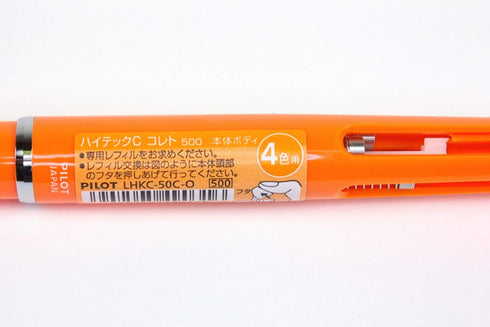 ハイテックC コレト 500 本体ボディ
●専用レフィルをお求めください。
●レフィル交換は図のように本体頭部
のフタを押しあげて行ってください。
PILOT LHKC-50C-O 500
4色用
フタ
PILOT
JAPAN